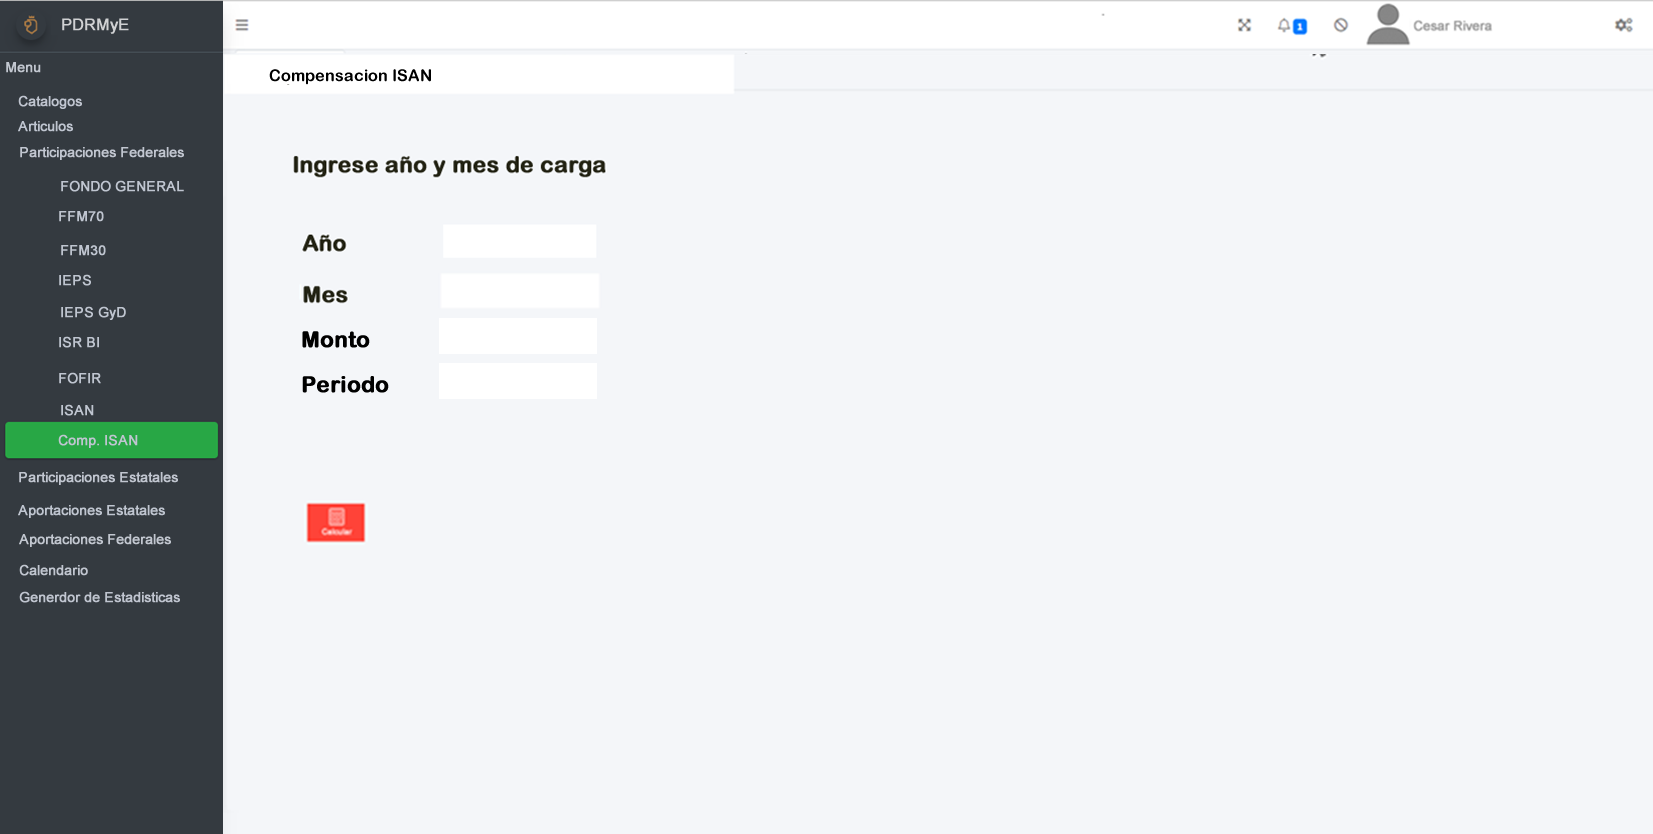 PDRMyE
1
Cesar Rivera
Menu
Compensacion ISAN
Catalogos
Articulos
Participaciones Federales
FONDO GENERAL
FFM70
FFM30
IEPS
IEPS GyD
ISR BI
FOFIR
ISAN
Comp. ISAN
Participaciones Estatales
Aportaciones Estatales
Aportaciones Federales
Calendario
Generdor de Estadisticas
Ingrese año y mes de carga
Año
Mes
Monto
Periodo
Calcular